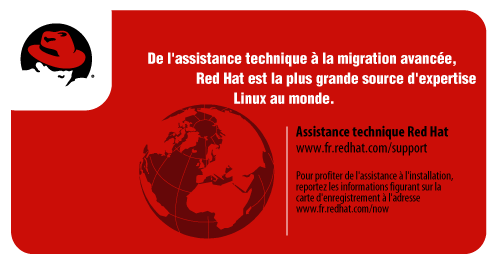 De l'assistance technique à la migration avancée,
Red Hat est la plus grande source d'expertise
Linux au monde.
Assistance technique Red Hat
www.fr.redhat.com/support
Pour profiter de l'assistance à l'installation,
reportez les informations figurant sur la
carte d'enregistrement à l'adresse
www.fr.redhat.com/now